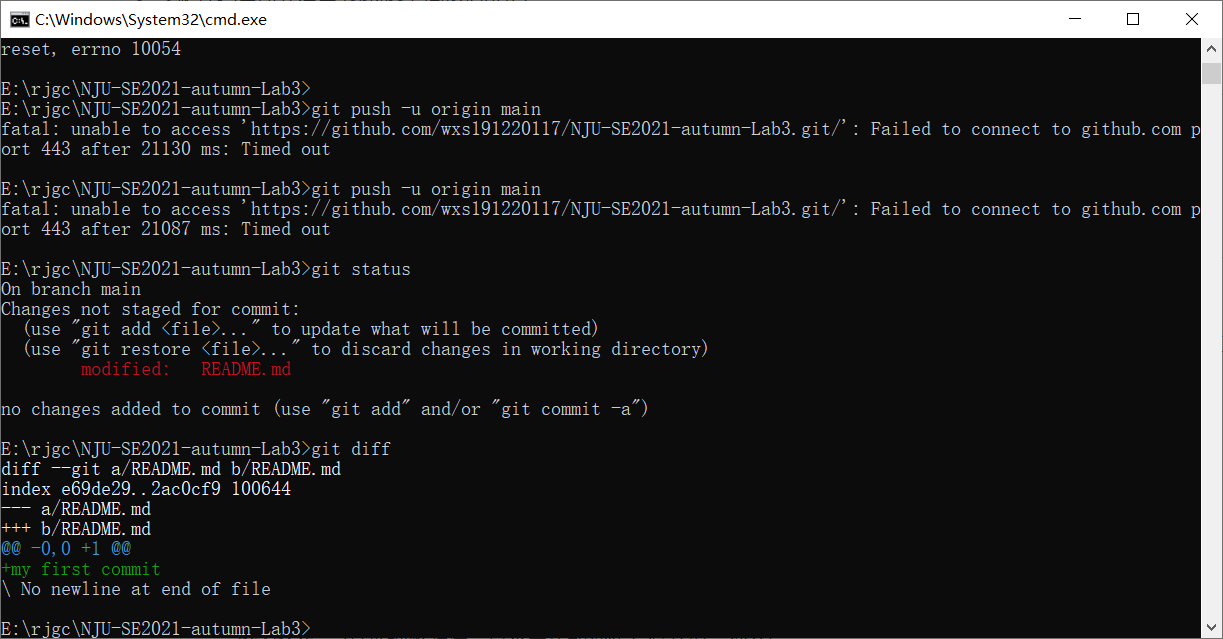 C:\Windows\System32\cmd.exe
reset, errno 10054
E:\rjgc\NJU-SE2021-autumn-Lab3>
E:\rjgc\NJU-SE2021-autumn-Lab3>git push -u origin main
fatal: unable to access 'https://github.com/wxs191220117/NJU-SE2021-autumn-Lab3.git/': Failed to connect to github.com p
ort 443 after 21130 ms: Timed out
E:\rjgc\NJU-SE2021-autumn-Lab3>git push -u origin main
fatal: unable to access 'https://github.com/wxs191220117/NJU-SE2021-autumn-Lab3.git/': Failed to connect to github.com p
ort 443 after 21087 ms: Timed out
E:\rjgc\NJU-SE2021-autumn-Lab3>git status
On branch main
Changes not staged for commit:
  (use "git add <file>..." to update what will be committed)
  (use "git restore <file>..." to discard changes in working directory)
        modified:   README.md
no changes added to commit (use "git add" and/or "git commit -a")
E:\rjgc\NJU-SE2021-autumn-Lab3>git diff
diff --git a/README.md b/README.md
index e69de29..2ac0cf9 100644
--- a/README.md
+++ b/README.md
@@ -0,0 +1 @@
+my first commit
\ No newline at end of file
E:\rjgc\NJU-SE2021-autumn-Lab3>